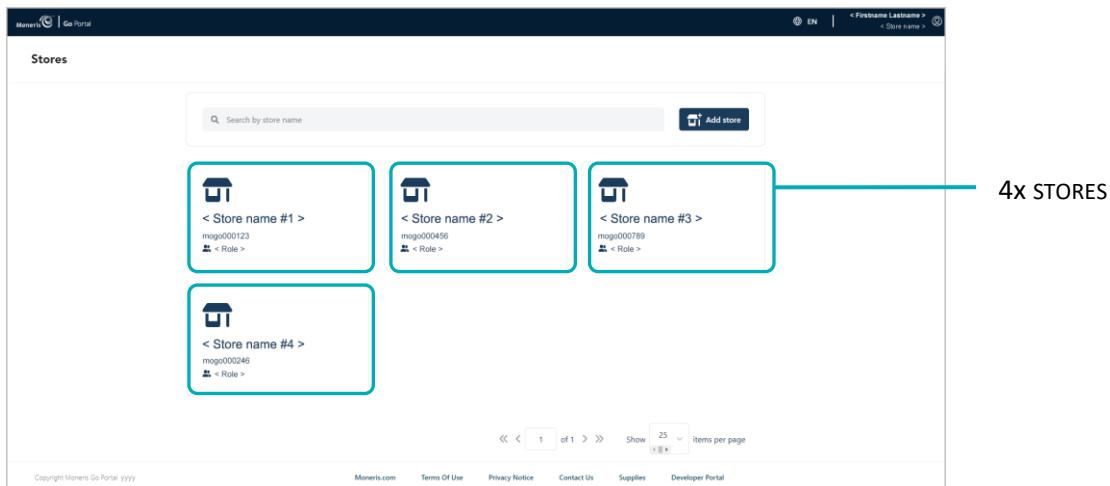 Moneris Go Portal EN < Firstname Lastname >
< Store name >
Stores
Search by store name Add store
< Store name #1 > < Store name #2 > < Store name #3 >
mogo000123 mogo000456 mogo000789
< Role > < Role > < Role >
4x STORES
< Store name #4 >
mogo000246
< Role >
1 of 1 Show 25 items per page
Copyright Moneris Go Portal yyyy Moneris.com Terms Of Use Privacy Notice Contact Us Supplies Developer Portal